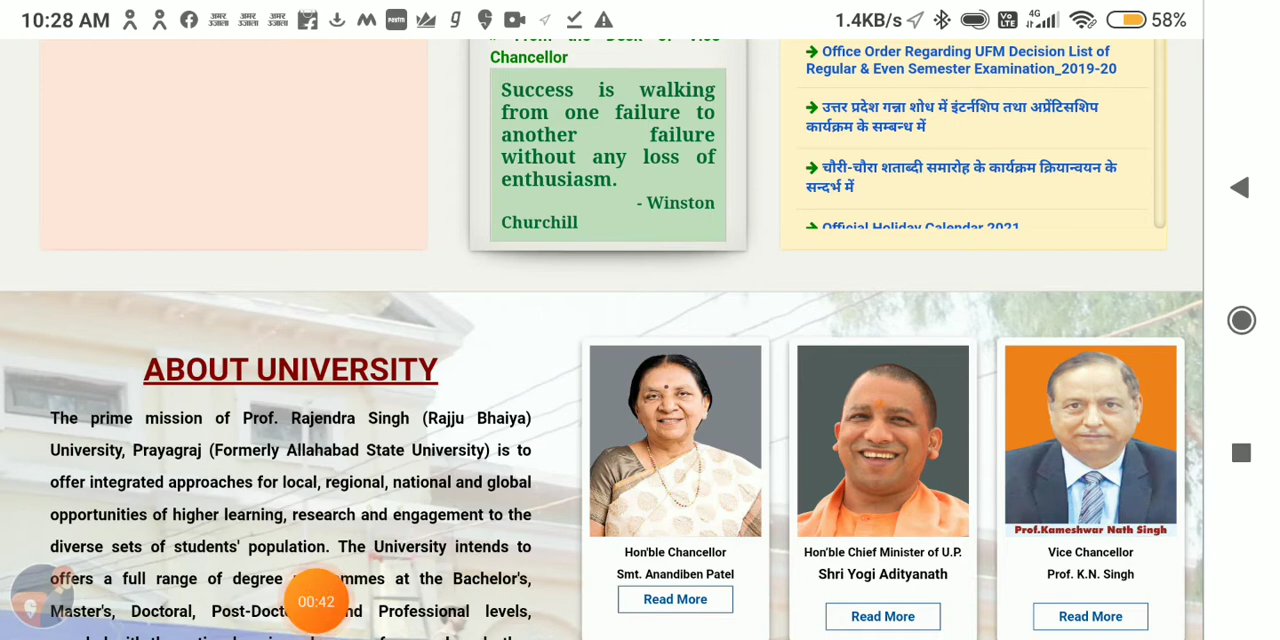 10:28 AM
1.4KB/s
Vo LTE
4G
58%
Chancellor
Success is walking
from one failure to
another failure
without any loss of
enthusiasm.
- Winston
Churchill
➔ Office Order Regarding UFM Decision List of
Regular & Even Semester Examination_2019-20
➔ उत्तर प्रदेश गन्ना शोध में इंटर्नशिप तथा अप्रेंटिसशिप
कार्यक्रम के सम्बन्ध में
➔ चौरी-चौरा शताब्दी समारोह के कार्यक्रम क्रियान्वयन के
सन्दर्भ में
➔ Official Holiday Calendar 2021
ABOUT UNIVERSITY
The prime mission of Prof. Rajendra Singh (Rajju Bhaiya)
University, Prayagraj (Formerly Allahabad State University) is to
offer integrated approaches for local, regional, national and global
opportunities of higher learning, research and engagement to the
diverse sets of students' population. The University intends to
offers a full range of degree mmes at the Bachelor's,
Master's, Doctoral, Post-Doct nd Professional levels,
00:42
Hon'ble Chancellor
Smt. Anandiben Patel
Read More
Hon'ble Chief Minister of U.P.
Shri Yogi Adityanath
Read More
Prof.Kameshwar Nath Singh
Vice Chancellor
Prof. K.N. Singh
Read More